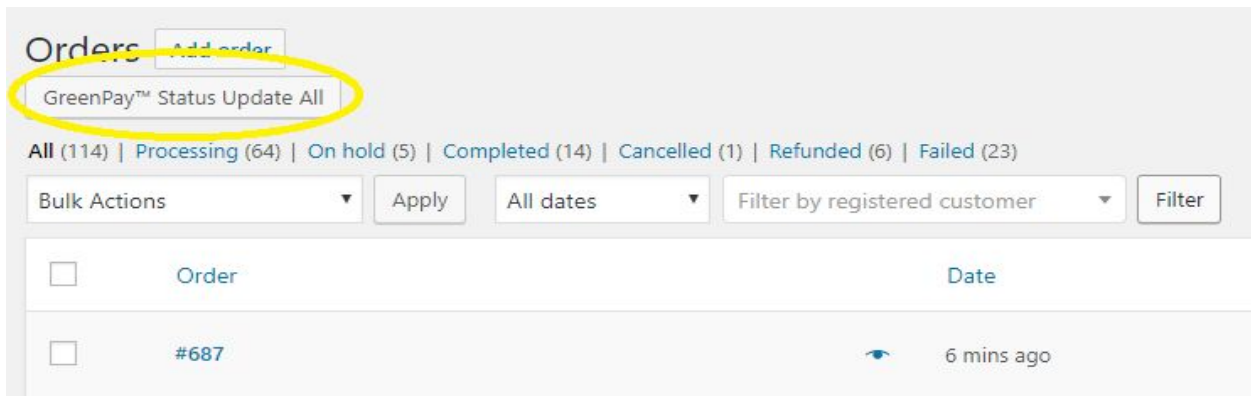 Orders Add order
GreenPay™ Status Update All
All (114) | Processing (64) | On hold (5) | Completed (14) | Cancelled (1) | Refunded (6) | Failed (23)
Bulk Actions Apply All dates Filter by registered customer Filter
Order Date
#687 6 mins ago